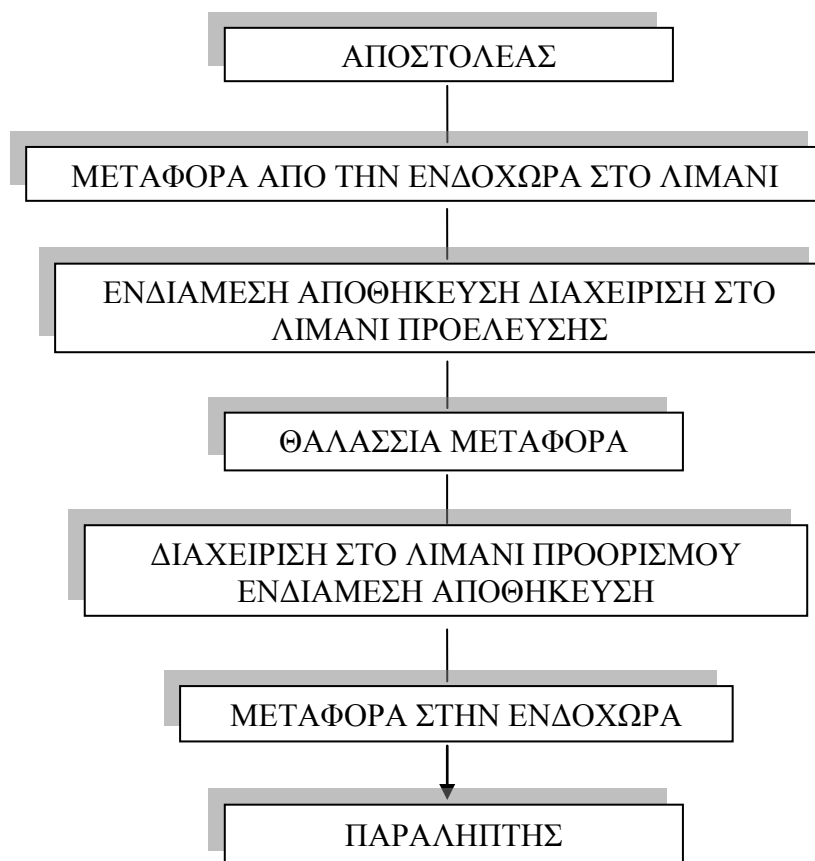 ΑΠΟΣΤΟΛΕΑΣ
ΜΕΤΑΦΟΡΑ ΑΠΟ ΤΗΝ ΕΝΔΟΧΩΡΑ ΣΤΟ ΛΙΜΑΝΙ
ΕΝΔΙΑΜΕΣΗ ΑΠΟΘΗΚΕΥΣΗ ΔΙΑΧΕΙΡΙΣΗ ΣΤΟ
ΛΙΜΑΝΙ ΠΡΟΕΛΕΥΣΗΣ
ΘΑΛΑΣΣΙΑ ΜΕΤΑΦΟΡΑ
ΔΙΑΧΕΙΡΙΣΗ ΣΤΟ ΛΙΜΑΝΙ ΠΡΟΟΡΙΣΜΟΥ
ΕΝΔΙΑΜΕΣΗ ΑΠΟΘΗΚΕΥΣΗ
ΜΕΤΑΦΟΡΑ ΣΤΗΝ ΕΝΔΟΧΩΡΑ
ΠΑΡΑΛΗΠΤΗΣ